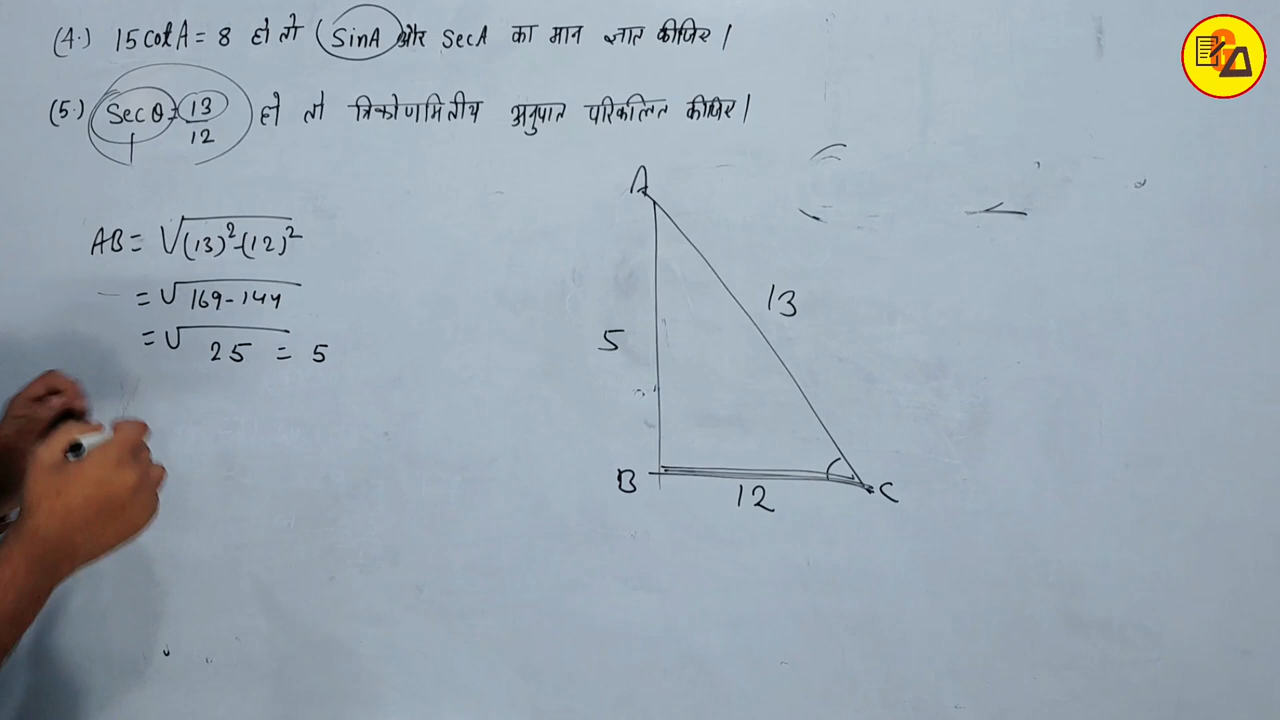 (4.) 15 cot A = 8 हो तो (sin A और sec A का मान ज्ञात कीजिए।
(5.) Sec θ = 13/12 हो तो त्रिकोणमितीय अनुपात परिकलित कीजिए।
AB = √(13)²-(12)²
= √169-144
= √25 = 5
A
13
5
B
12
C